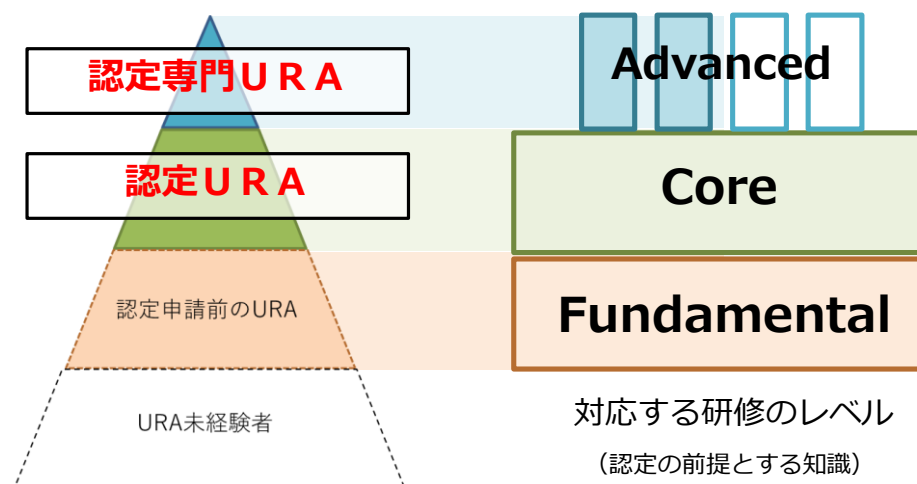 認定専門ＵＲＡ
Advanced
認定ＵＲＡ
Core
認定申請前のURA
Fundamental
URA未経験者
対応する研修のレベル
（認定の前提とする知識）